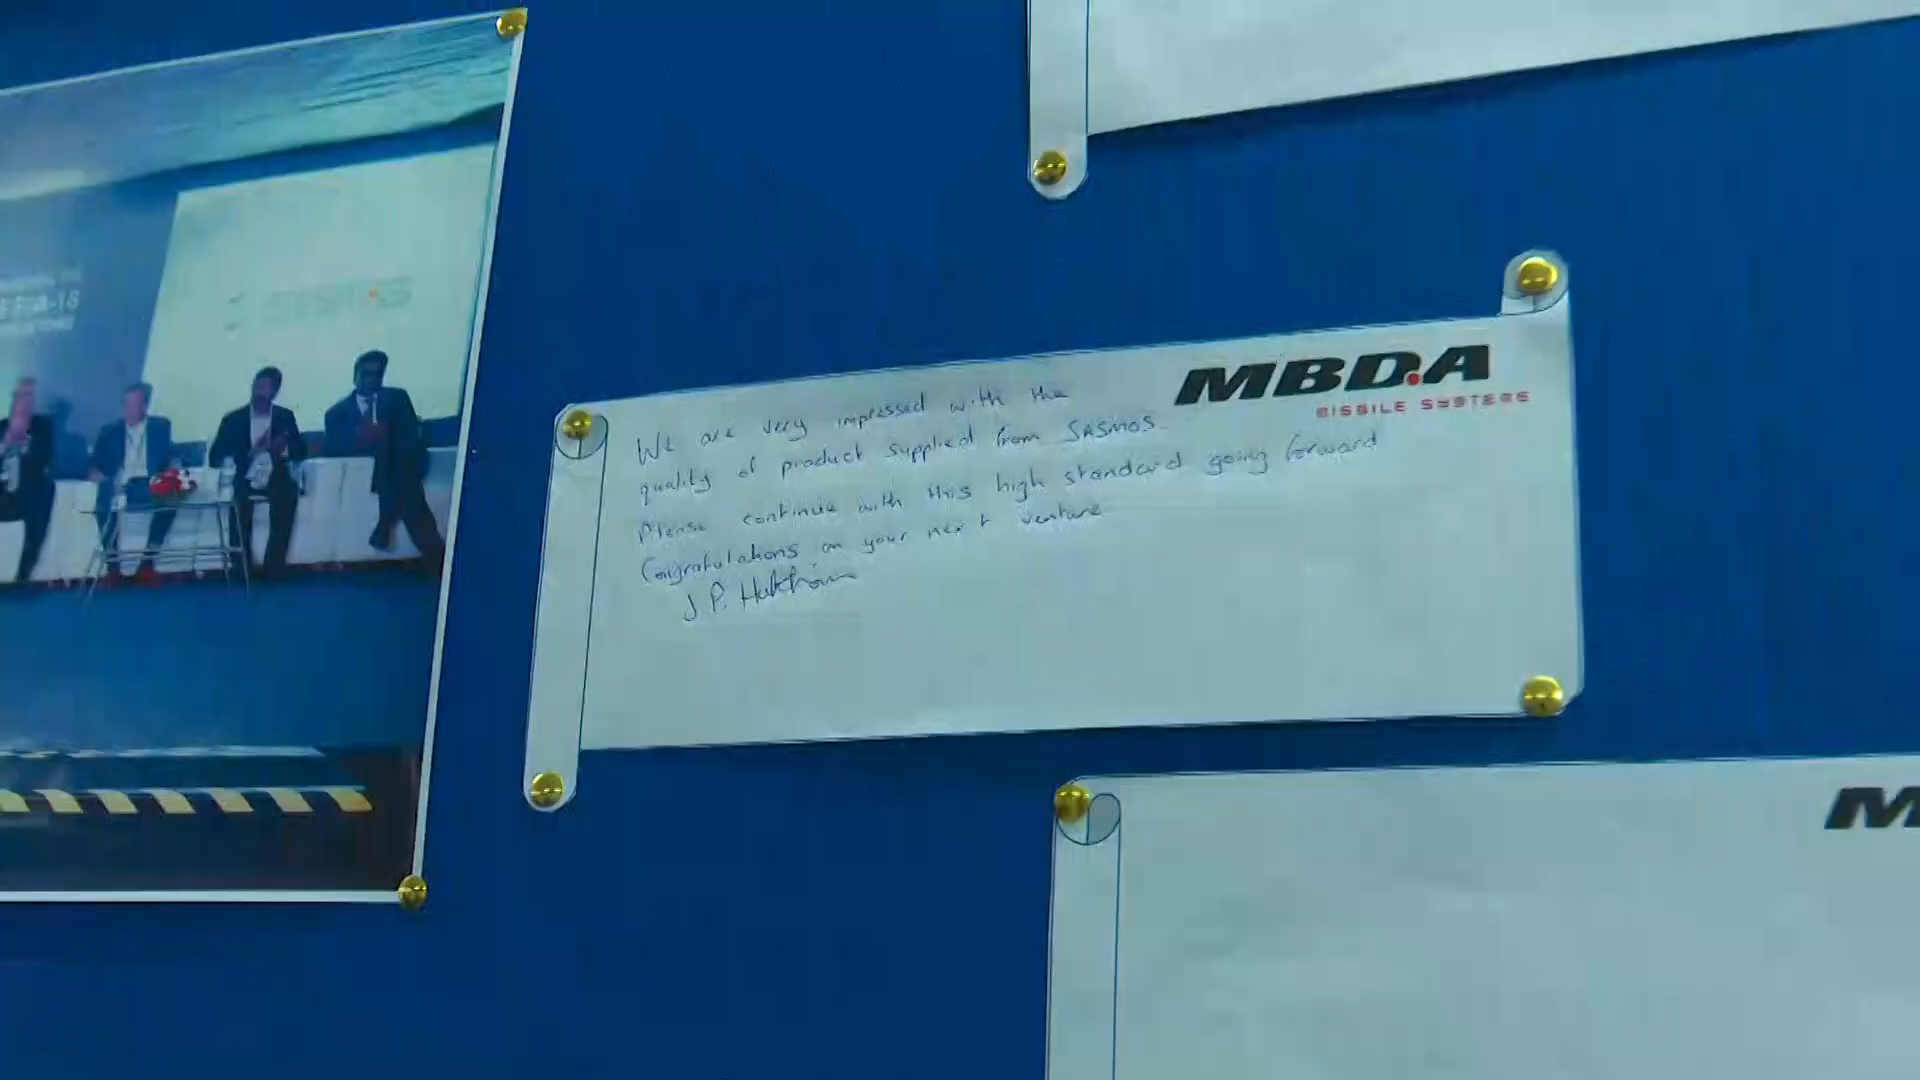 MBDA
MISSILE SYSTEMS
We are very impressed with the
quality of product supplied from SASMOS.
Please continue with this high standard going forward
Congratulations on your next venture
J P. Hutchison
M